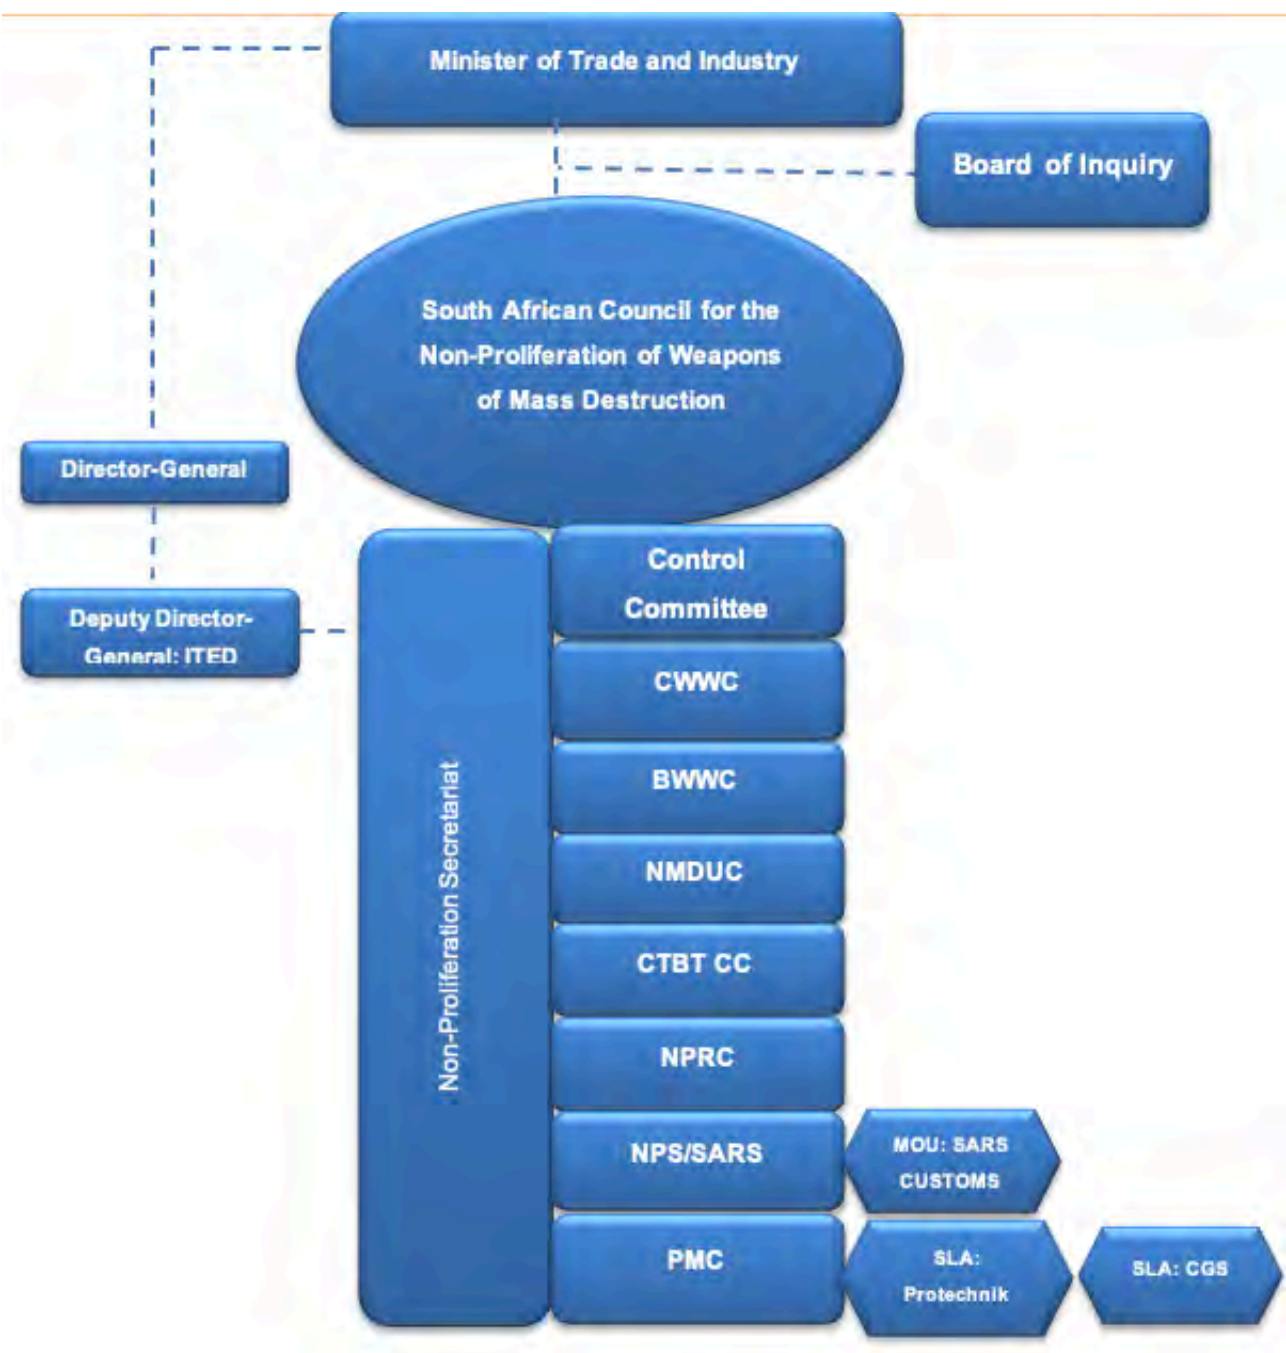 Minister of Trade and Industry
Board of Inquiry
South African Council for the
Non-Proliferation of Weapons
of Mass Destruction
Director-General
Deputy Director-
General: ITED
Non-Proliferation Secretariat
Control
Committee
CWWC
BWWC
NMDUC
CTBT CC
NPRC
NPS/SARS
MOU: SARS
CUSTOMS
PMC
SLA:
Protechnik
SLA: CGS